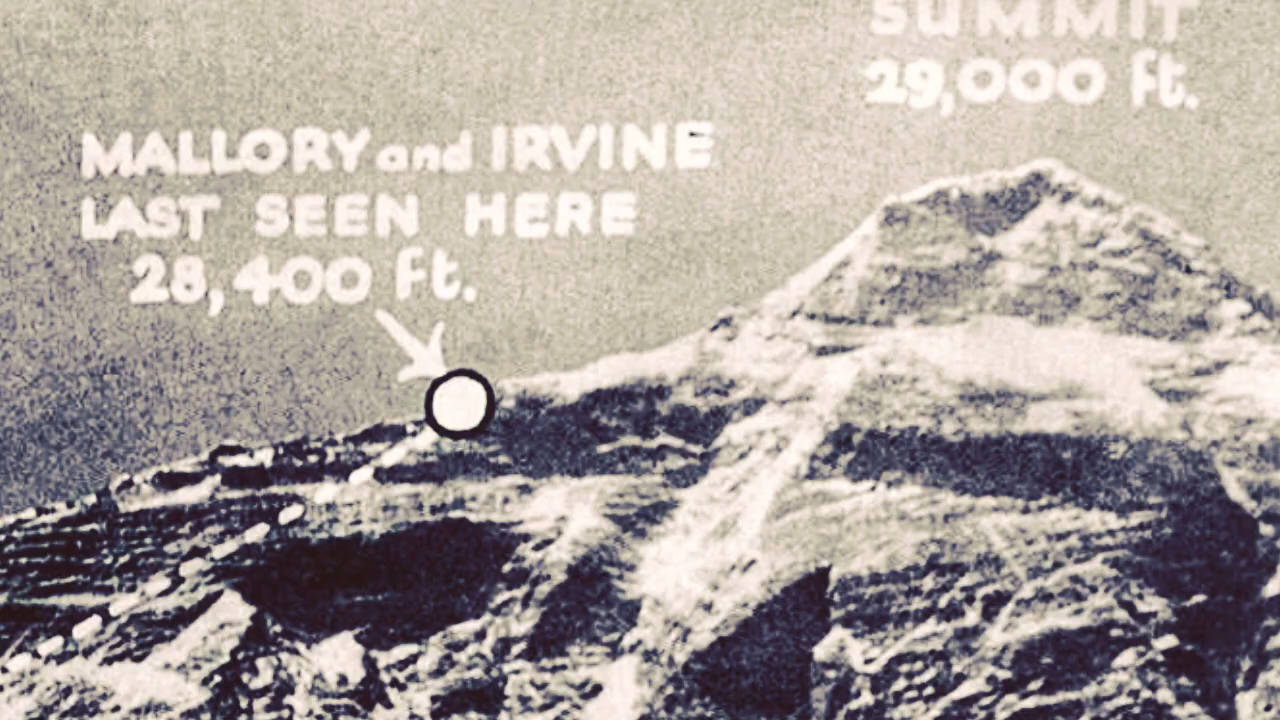 SUMMIT
29,000 ft.
MALLORY and IRVINE
LAST SEEN HERE
28,400 ft.